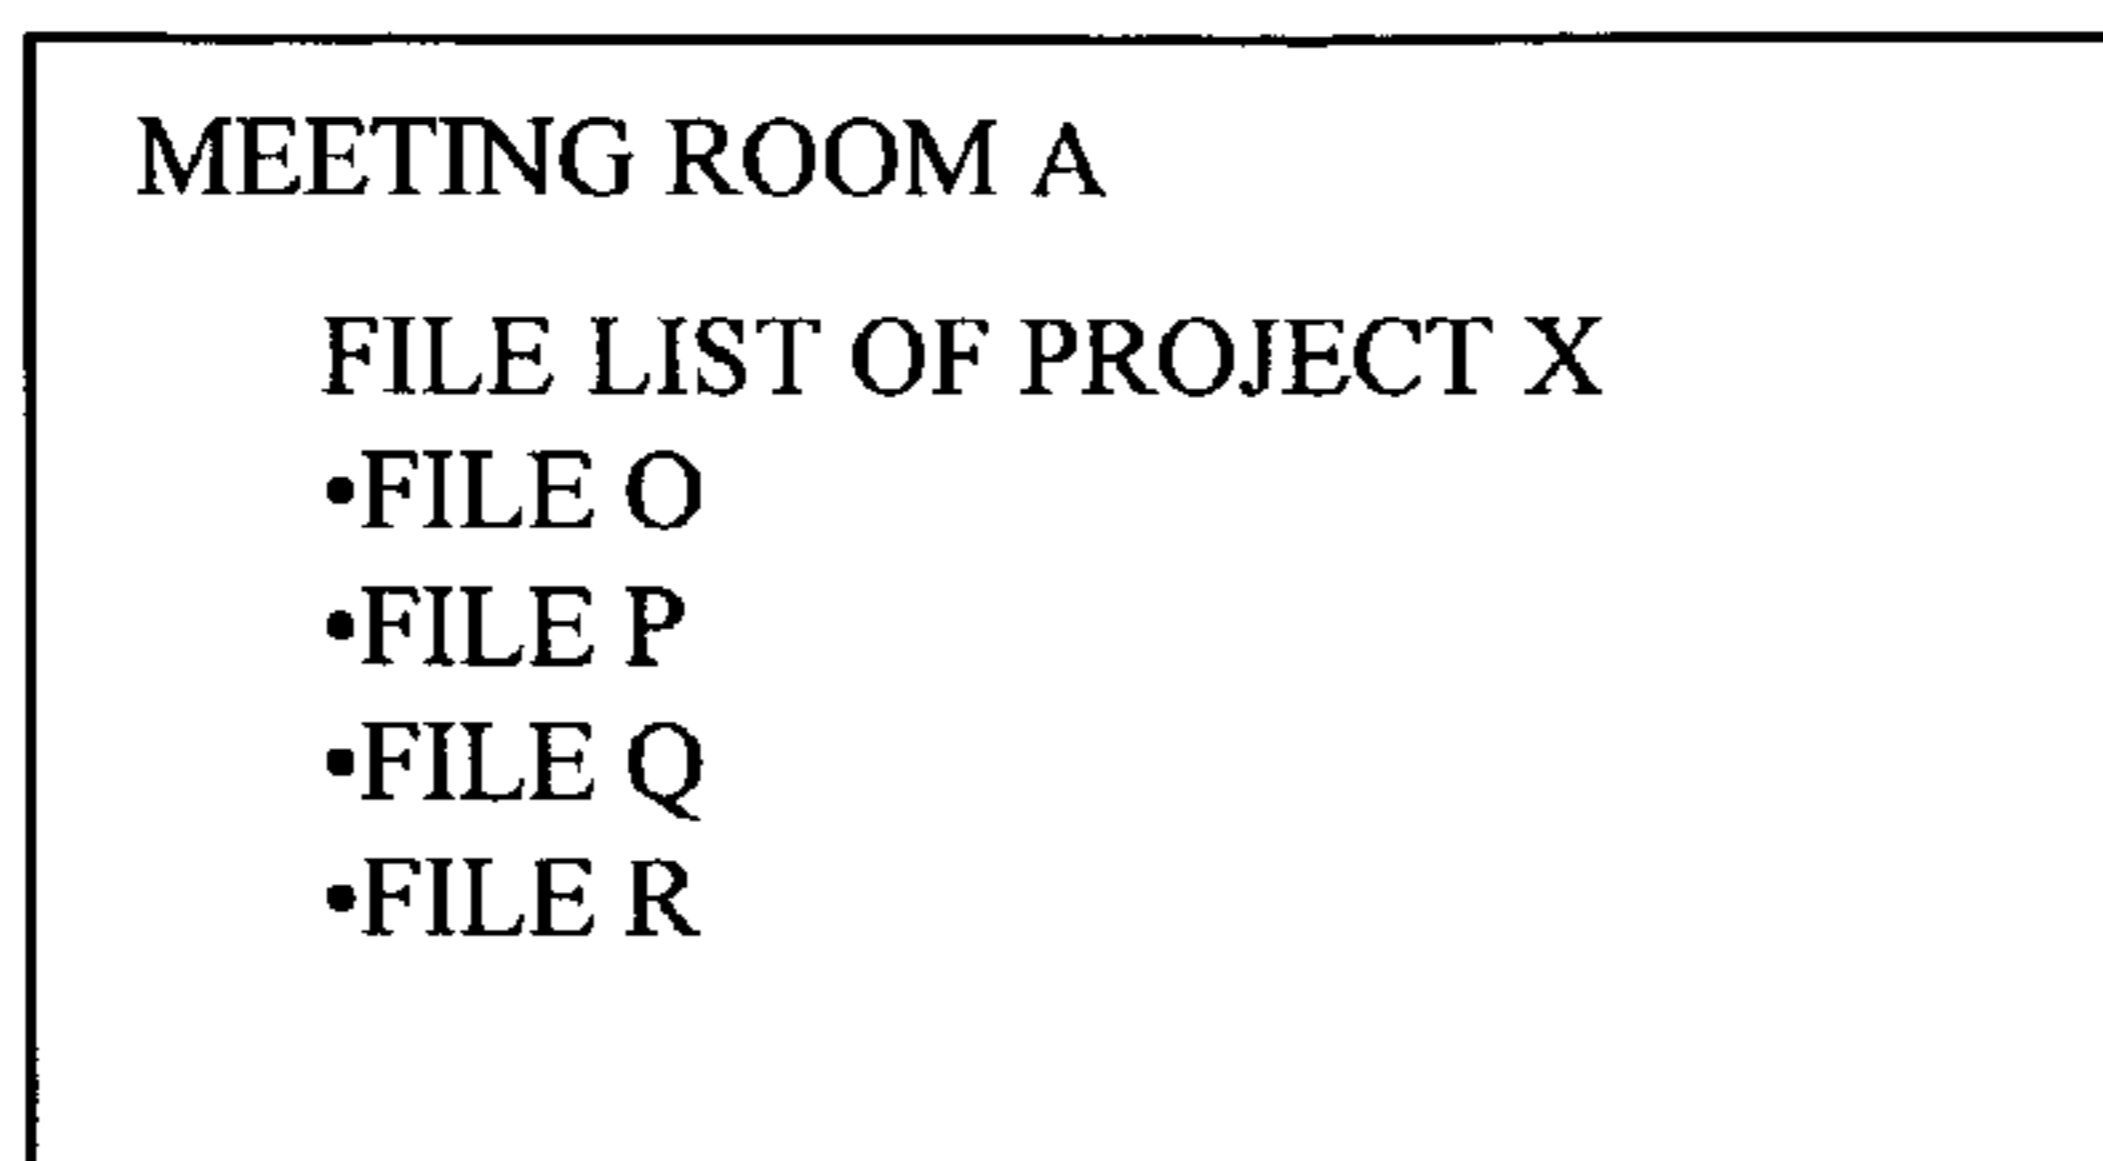 MEETING ROOM A
FILE LIST OF PROJECT X
•FILE O
•FILE P
•FILE Q
•FILE R